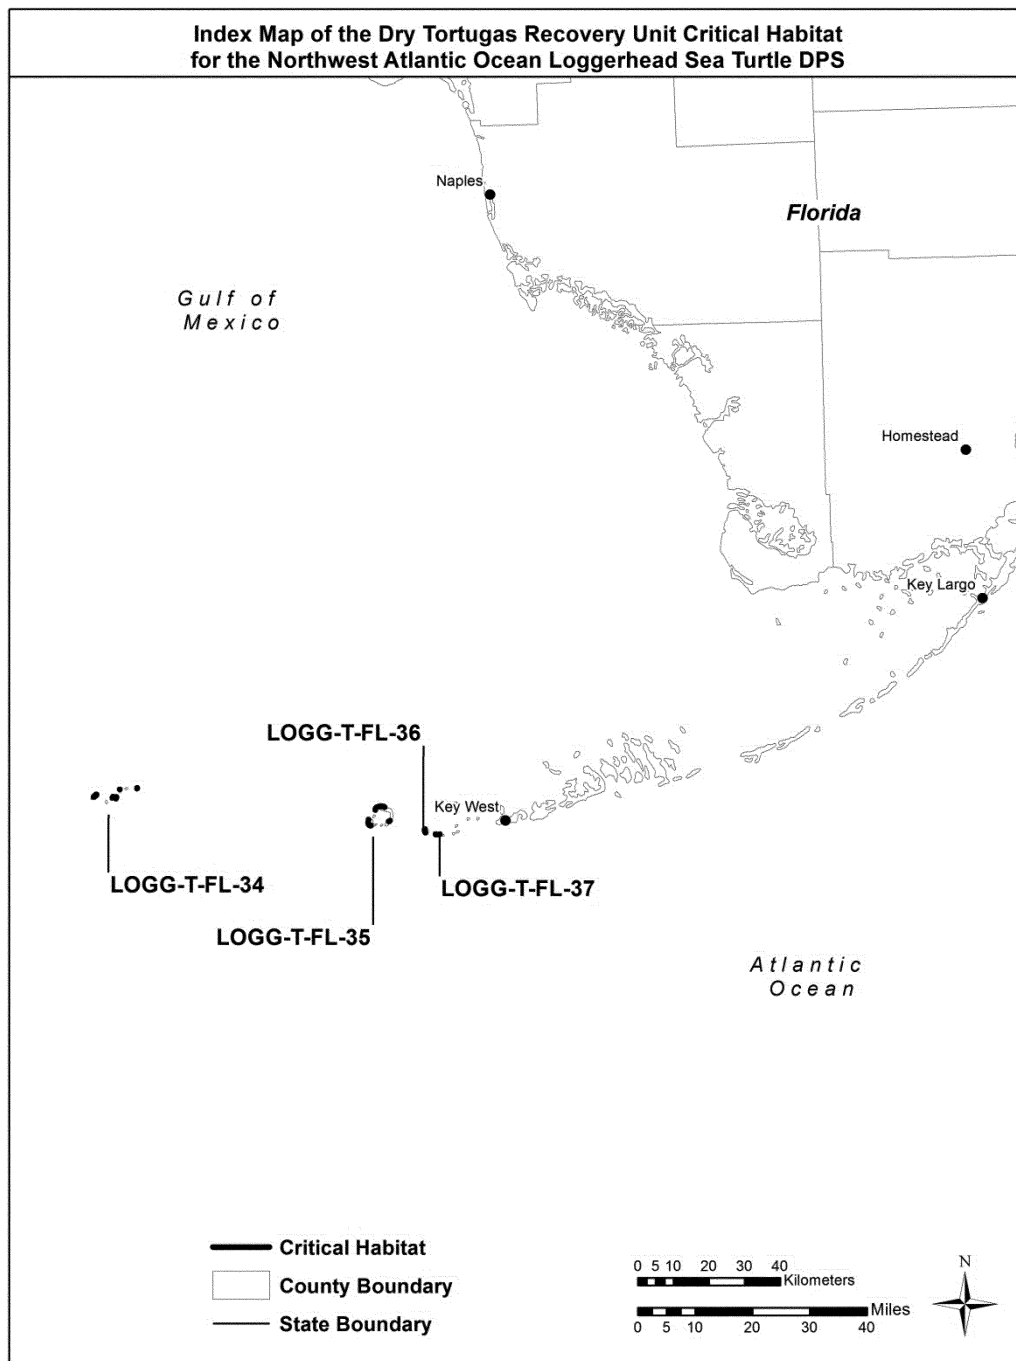 Index Map of the Dry Tortugas Recovery Unit Critical Habitat
for the Northwest Atlantic Ocean Loggerhead Sea Turtle DPS
Naples
Florida
Gulf of
Mexico
Homestead
Key Largo
LOGG-T-FL-36
Key West
LOGG-T-FL-34
LOGG-T-FL-37
LOGG-T-FL-35
Atlantic
Ocean
Critical Habitat
County Boundary
State Boundary
0 5 10 20 30 40
Kilometers
Miles
0 5 10 20 30 40
N